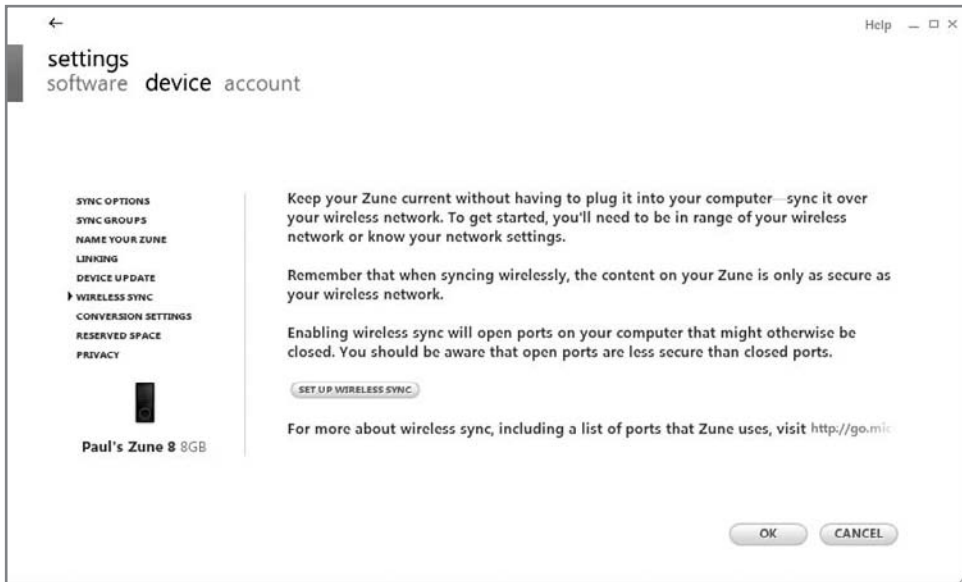 Help
settings
software device account
SYNC OPTIONS
SYNC GROUPS
NAME YOUR ZUNE
LINKING
DEVICE UPDATE
WIRELESS SYNC
CONVERSION SETTINGS
RESERVED SPACE
PRIVACY
Paul's Zune 8 8GB
Keep your Zune current without having to plug it into your computer—sync it over
your wireless network. To get started, you'll need to be in range of your wireless
network or know your network settings.
Remember that when syncing wirelessly, the content on your Zune is only as secure as
your wireless network.
Enabling wireless sync will open ports on your computer that might otherwise be
closed. You should be aware that open ports are less secure than closed ports.
SET UP WIRELESS SYNC
For more about wireless sync, including a list of ports that Zune uses, visit http://go.mic
OK CANCEL